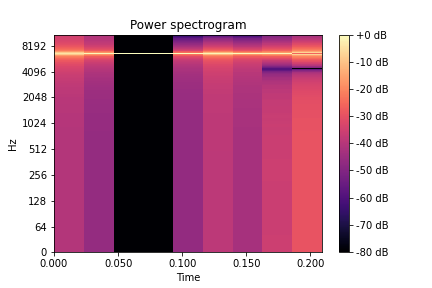 Power spectrogram
8192
4096
2048
1024
512
256
128
64
0
Hz
0.000 0.050 0.100 0.150 0.200
Time
+0 dB
-10 dB
-20 dB
-30 dB
-40 dB
-50 dB
-60 dB
-70 dB
-80 dB